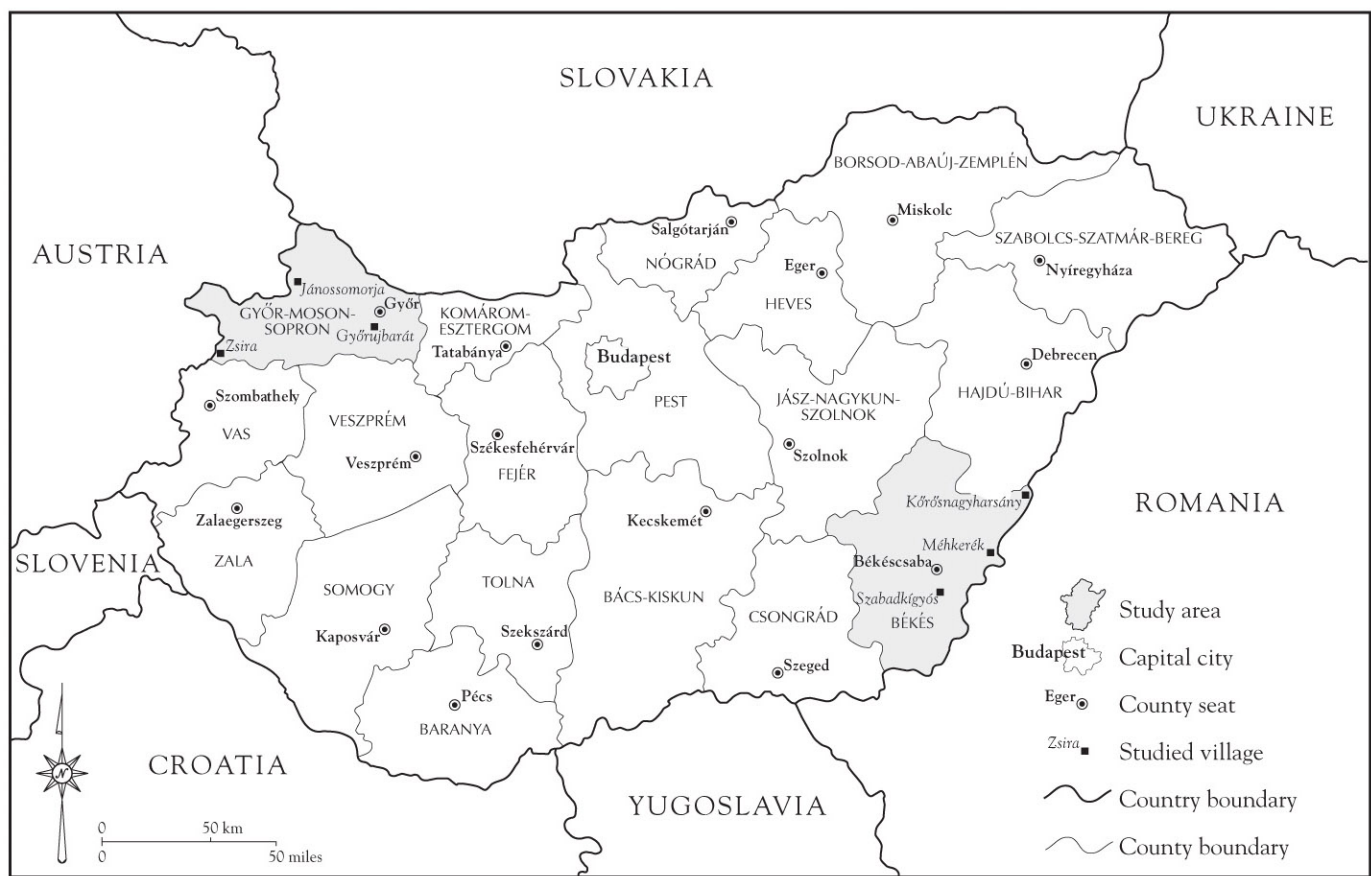 SLOVAKIA
UKRAINE
AUSTRIA
BORSOD-ABAÚJ-ZEMPLÉN
Miskolc
Salgótarján
NÓGRÁD
SZABOLCS-SZATMÁR-BEREG
Nyíregyháza
Eger
HEVES
Jánossomorja
Győr
GYŐR-MOSON-
SOPRON
Győrujbarát
Zsira
KOMÁROM-
ESZTERGOM
Tatabánya
Budapest
PEST
Debrecen
HAJDÚ-BIHAR
JÁSZ-NAGYKUN-
SZOLNOK
Szolnok
Szombathely
VAS
VESZPRÉM
Veszprém
Székesfehérvár
FEJÉR
Kőrősnagyharsány
ROMANIA
Zalaegerszeg
ZALA
SLOVENIA
Kecskemét
Méhkerék
Békéscsaba
Szabadkígyós
BÉKÉS
SOMOGY
Kaposvár
TOLNA
Szekszárd
BÁCS-KISKUN
CSONGRÁD
Szeged
Pécs
BARANYA
CROATIA
YUGOSLAVIA
N
0 50 km
0 50 miles
Study area
Budapest Capital city
Eger County seat
Zsira Studied village
Country boundary
County boundary